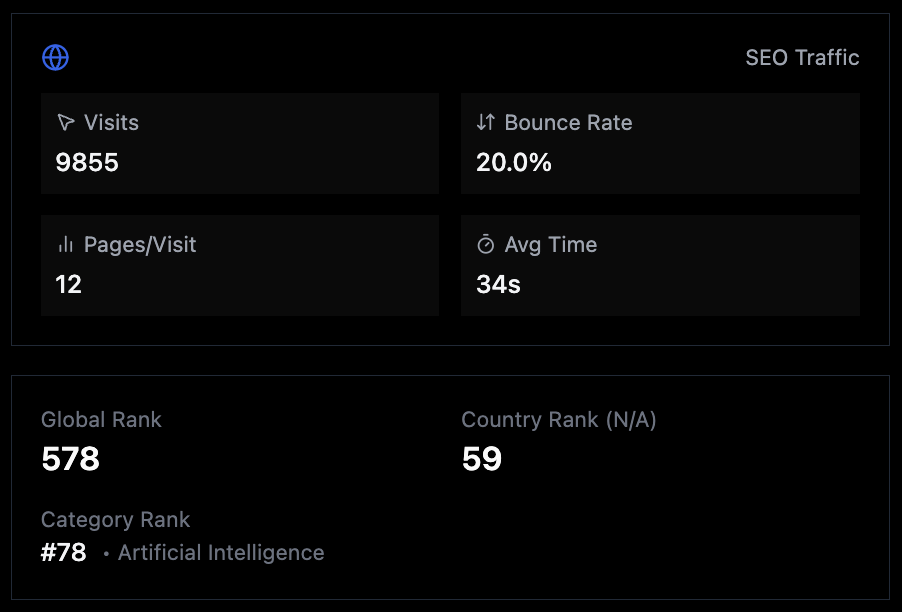 SEO Traffic
Visits
9855
Bounce Rate
20.0%
Pages/Visit
12
Avg Time
34s
Global Rank
578
Country Rank (N/A)
59
Category Rank
#78 • Artificial Intelligence